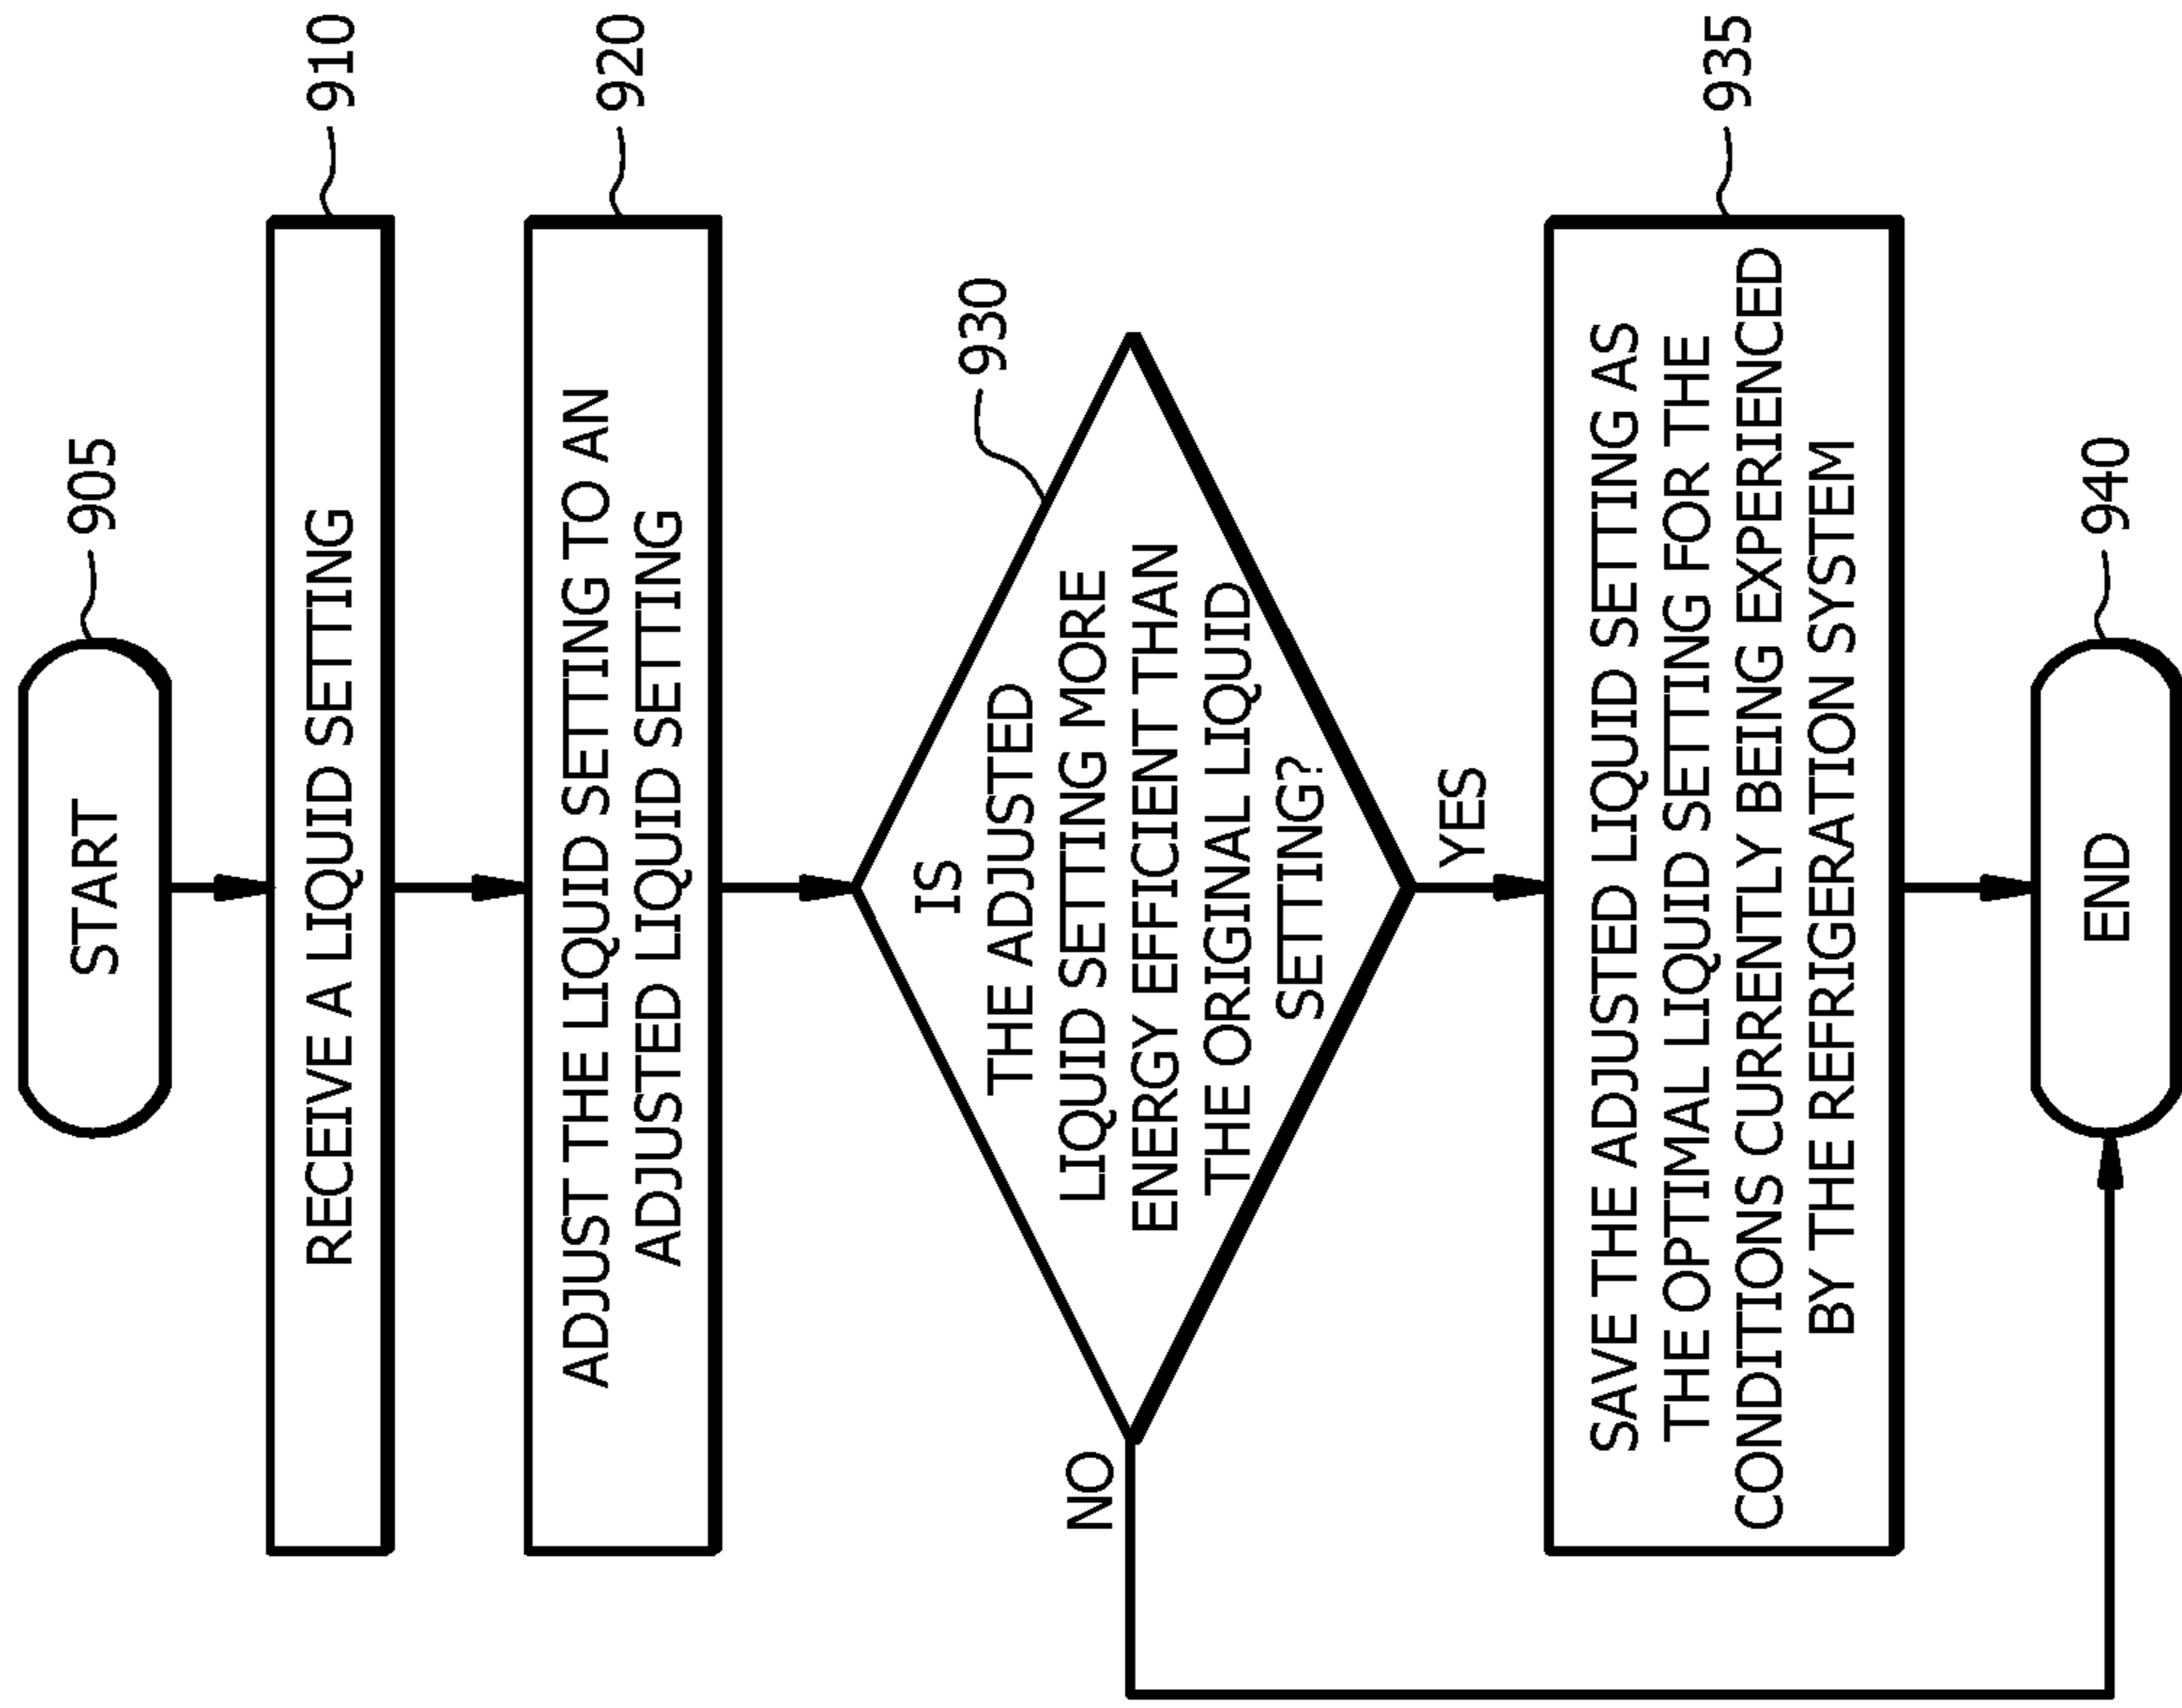 START
905
RECEIVE A LIQUID SETTING
910
ADJUST THE LIQUID SETTING TO AN
ADJUSTED LIQUID SETTING
920
IS
THE ADJUSTED
LIQUID SETTING MORE
ENERGY EFFICIENT THAN
THE ORIGINAL LIQUID
SETTING?
930
NO
YES
SAVE THE ADJUSTED LIQUID SETTING AS
THE OPTIMAL LIQUID SETTING FOR THE
CONDITIONS CURRENTLY BEING EXPERIENCED
BY THE REFRIGERATION SYSTEM
935
END
940